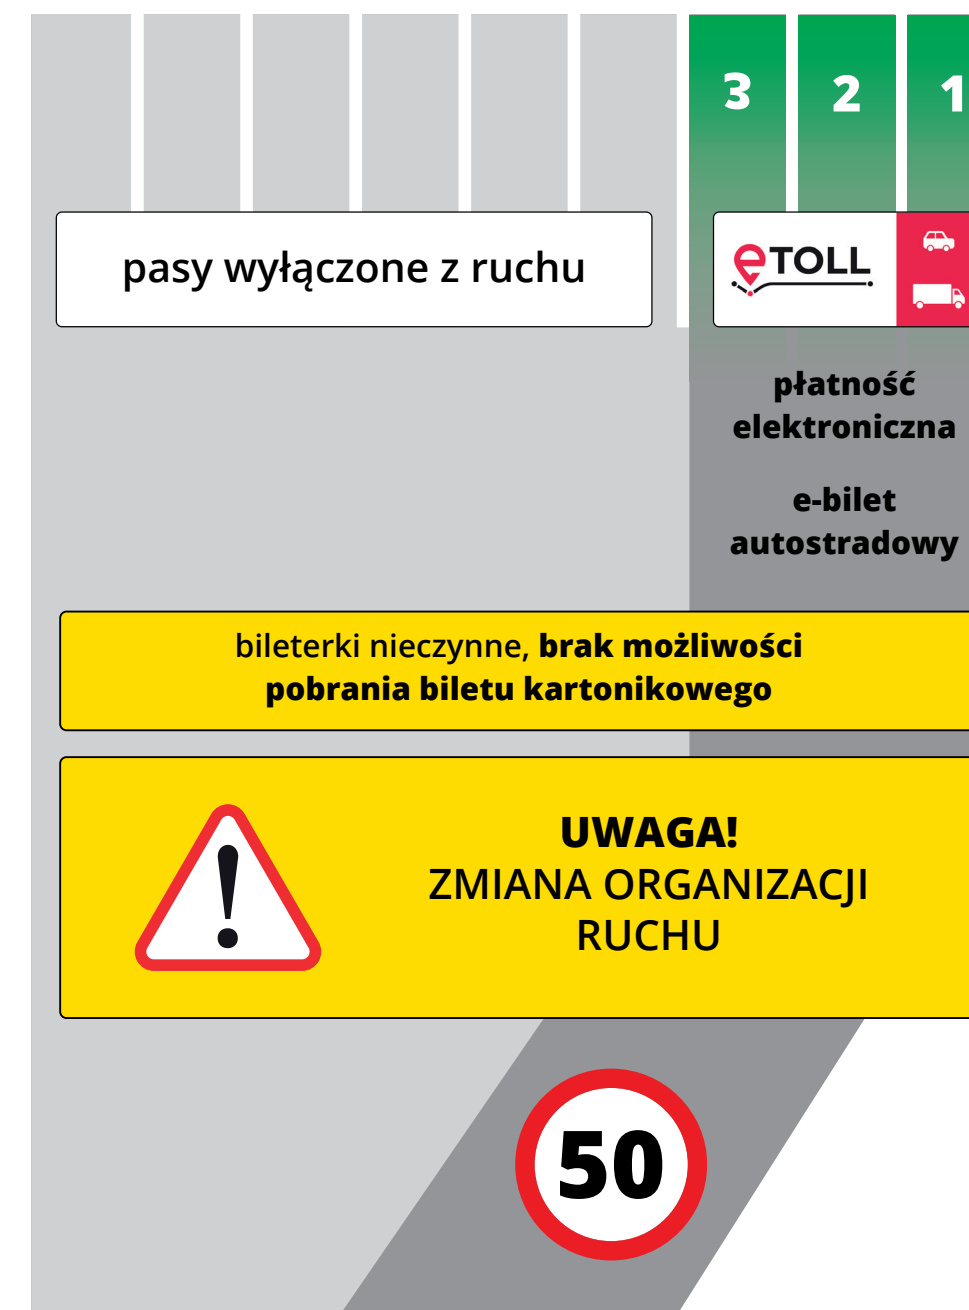 3 2 1
pasy wyłączone z ruchu
eTOLL
płatność
elektroniczna
e-bilet
autostradowy
bileterki nieczynne, brak możliwości
pobrania biletu kartonikowego
UWAGA!
ZMIANA ORGANIZACJI
RUCHU
50